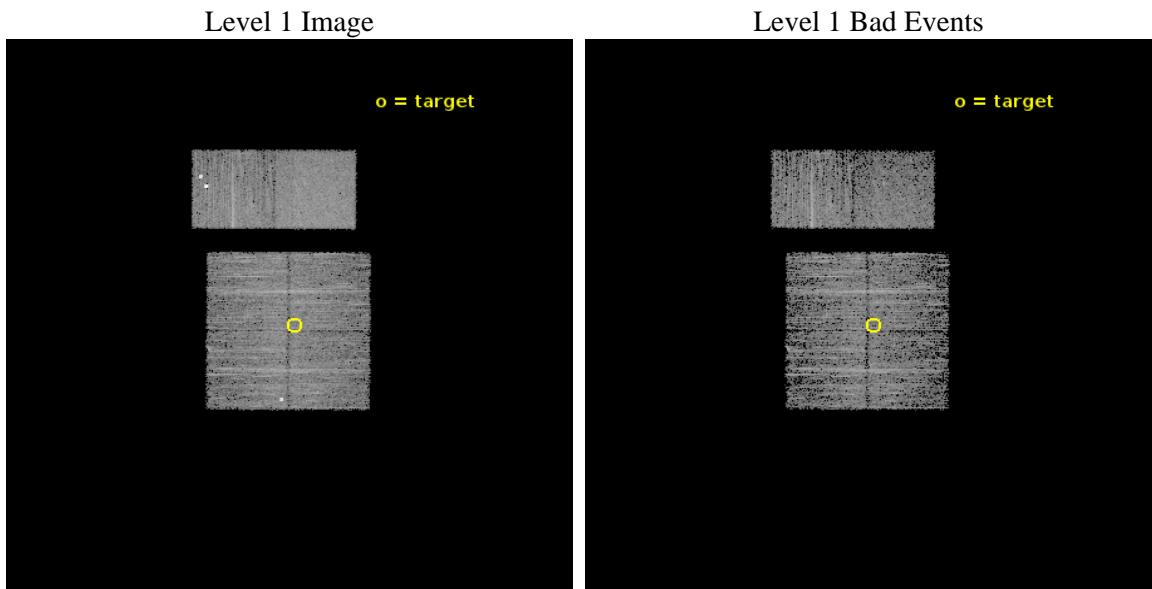 Level 1 Image
Level 1 Bad Events
o = target
o = target